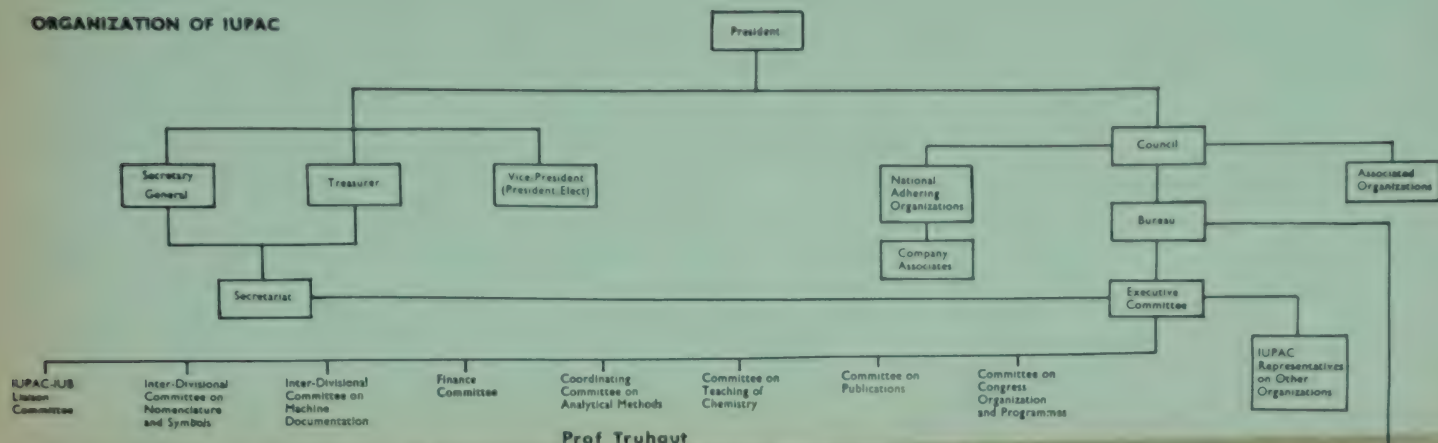 ORGANIZATION OF IUPAC
President
Secretary
General
Treasurer
Vice-President
(President Elect)
National
Adhering
Organizations
Council
Associated
Organizations
Bureau
Company
Associates
Secretariat
Executive
Committee
IUPAC
Representatives
on Other
Organizations
IUPAC-IUB
Liaison
Committee
Inter-Divisional
Committee on
Nomenclature
and Symbols
Inter-Divisional
Committee on
Machine
Documentation
Finance
Committee
Coordinating
Committee on
Analytical Methods
Committee on
Teaching of
Chemistry
Committee on
Publications
Committee on
Congress
Organization
and Programmes
Prof Truhaut